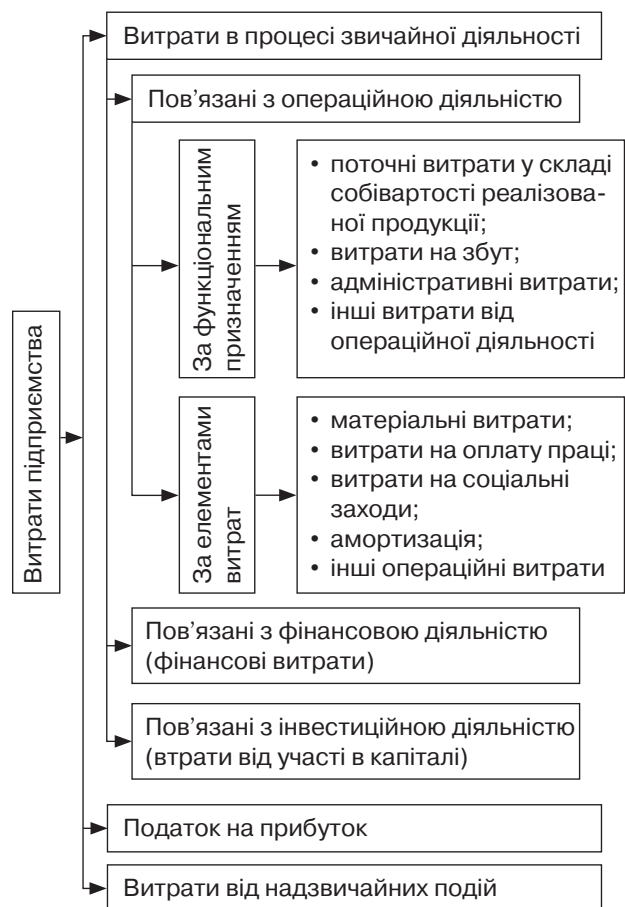 Витрати підприємства
Витрати в процесі звичайної діяльності
Пов’язані з операційною діяльністю
За функціональним
призначенням
• поточні витрати у складі
собівартості реалізова-
ної продукції;
• витрати на збут;
• адміністративні витрати;
• інші витрати від
операційної діяльності
За елементами
витрат
• матеріальні витрати;
• витрати на оплату праці;
• витрати на соціальні
заходи;
• амортизація;
• інші операційні витрати
Пов’язані з фінансовою діяльністю
(фінансові витрати)
Пов’язані з інвестиційною діяльністю
(втрати від участі в капіталі)
Податок на прибуток
Витрати від надзвичайних подій